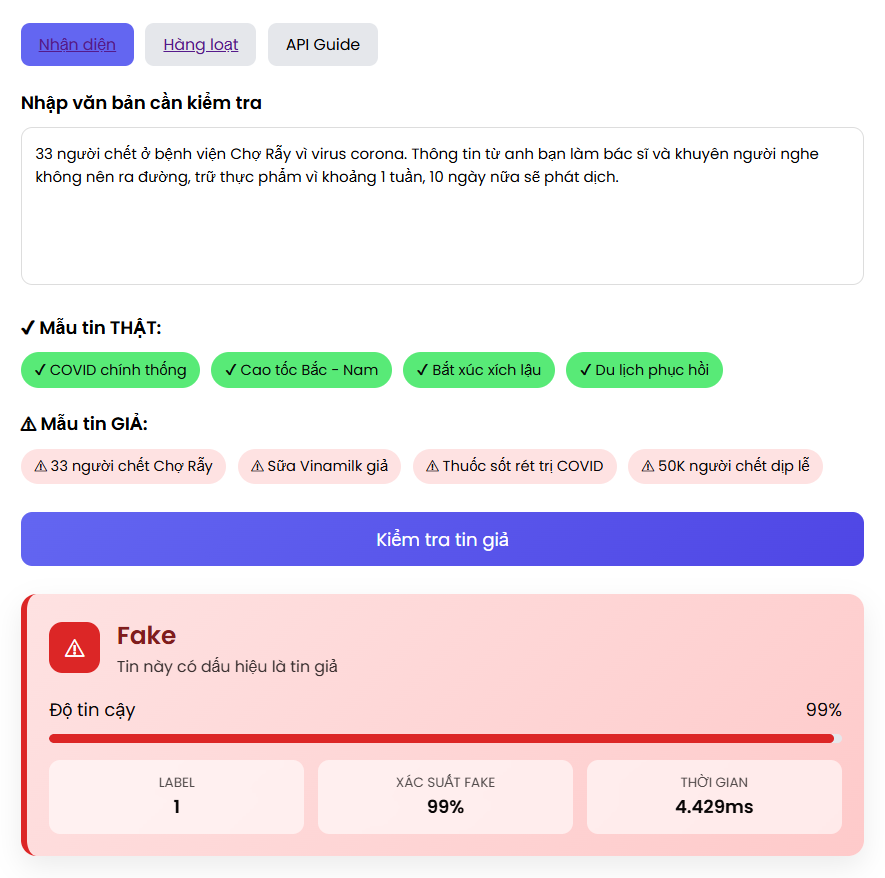 Nhận diện Hàng loạt API Guide
Nhập văn bản cần kiểm tra
33 người chết ở bệnh viện Chợ Rẫy vì virus corona. Thông tin từ anh bạn làm bác sĩ và khuyên người nghe
không nên ra đường, trữ thực phẩm vì khoảng 1 tuần, 10 ngày nữa sẽ phát dịch.
✔ Mẫu tin THẬT:
✔ COVID chính thống ✔ Cao tốc Bắc - Nam ✔ Bắt xúc xích lậu ✔ Du lịch phục hồi
⚠ Mẫu tin GIẢ:
⚠ 33 người chết Chợ Rẫy ⚠ Sữa Vinamilk giả ⚠ Thuốc sốt rét trị COVID ⚠ 50K người chết dịp lễ
Kiểm tra tin giả
Fake
Tin này có dấu hiệu là tin giả
Độ tin cậy 99%
LABEL XÁC SUẤT FAKE THỜI GIAN
1 99% 4.429ms